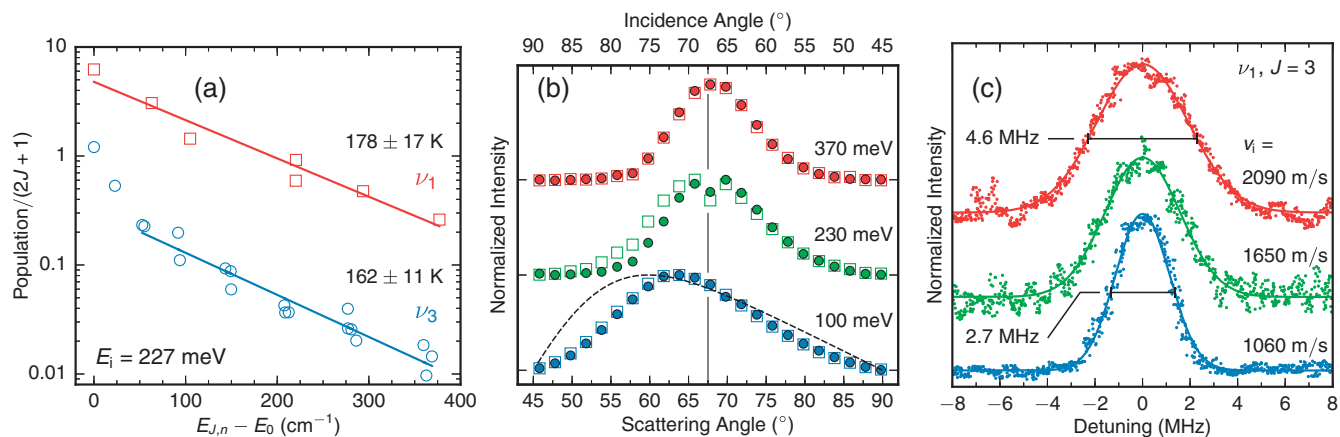 (a)
10
1
0.1
0.01
Population/(2J + 1)
178 ± 17 K
ν1
162 ± 11 K
ν3
Ei = 227 meV
0 100 200 300 400
EJ,n − E0 (cm−1)
Incidence Angle (°)
90 85 80 75 70 65 60 55 50 45
(b)
Normalized Intensity
370 meV
230 meV
100 meV
45 50 55 60 65 70 75 80 85 90
Scattering Angle (°)
(c)
ν1, J = 3
Normalized Intensity
4.6 MHz
vi =
2090 m/s
1650 m/s
2.7 MHz
1060 m/s
−8 −6 −4 −2 0 2 4 6 8
Detuning (MHz)